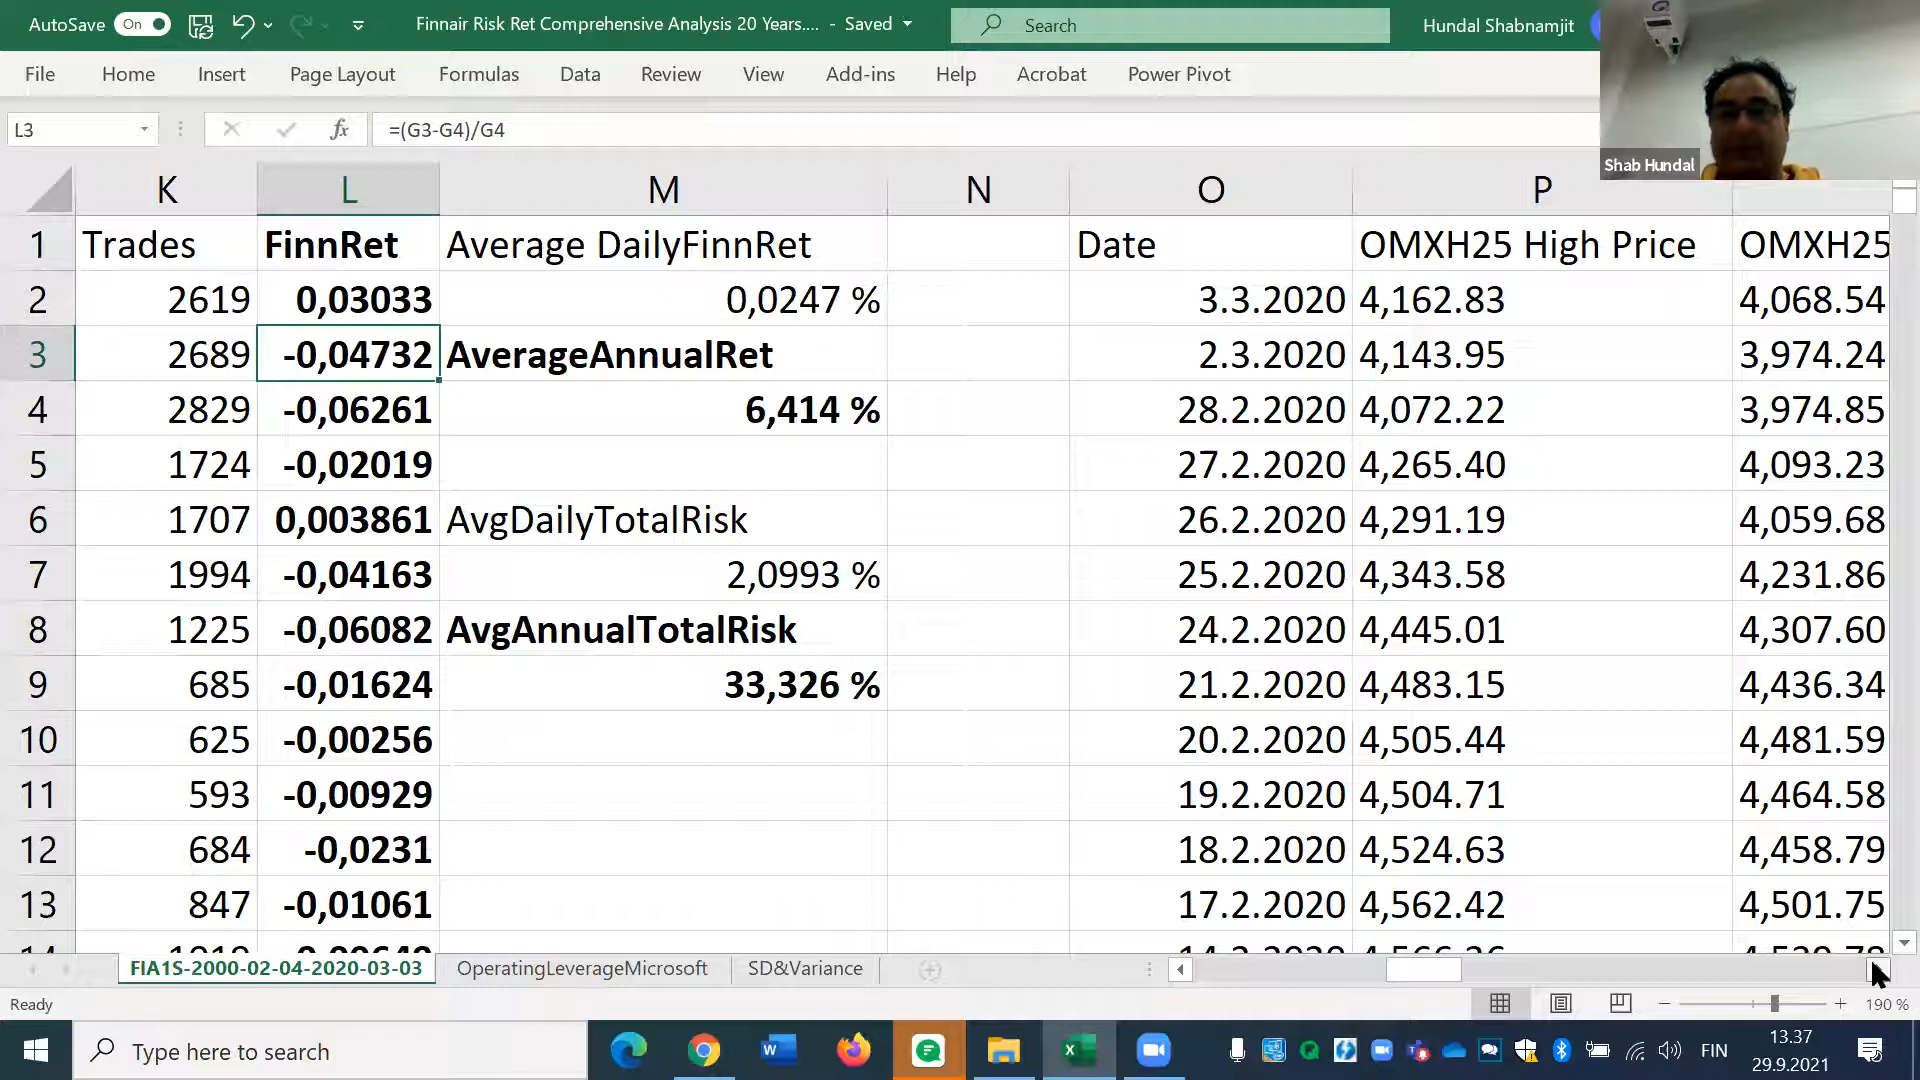 AutoSave On Finnair Risk Ret Comprehensive Analysis 20 Years.... - Saved Search Hundal Shabnamjit
File Home Insert Page Layout Formulas Data Review View Add-ins Help Acrobat Power Pivot
L3 fx =(G3-G4)/G4
Shab Hundal
K L M N O P
1 Trades FinnRet Average DailyFinnRet Date OMXH25 High Price OMXH25
2 2619 0,03033 0,0247 % 3.3.2020 4,162.83 4,068.54
3 2689 -0,04732 AverageAnnualRet 2.3.2020 4,143.95 3,974.24
4 2829 -0,06261 6,414 % 28.2.2020 4,072.22 3,974.85
5 1724 -0,02019 27.2.2020 4,265.40 4,093.23
6 1707 0,003861 AvgDailyTotalRisk 26.2.2020 4,291.19 4,059.68
7 1994 -0,04163 2,0993 % 25.2.2020 4,343.58 4,231.86
8 1225 -0,06082 AvgAnnualTotalRisk 24.2.2020 4,445.01 4,307.60
9 685 -0,01624 33,326 % 21.2.2020 4,483.15 4,436.34
10 625 -0,00256 20.2.2020 4,505.44 4,481.59
11 593 -0,00929 19.2.2020 4,504.71 4,464.58
12 684 -0,0231 18.2.2020 4,524.63 4,458.79
13 847 -0,01061 17.2.2020 4,562.42 4,501.75
FIA1S-2000-02-04-2020-03-03 OperatingLeverageMicrosoft SD&Variance
Ready 190 %
Type here to search FIN 13.37
29.9.2021